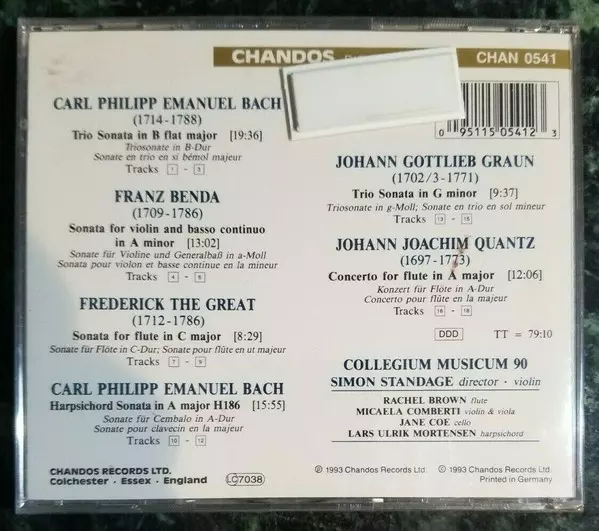 CHANDOS
CHAN 0541
0 95115 05412 3
CARL PHILIPP EMANUEL BACH
(1714-1788)
Trio Sonata in B flat major [19:36]
Triosonate in B-Dur
Sonate en trio en si bémol majeur
Tracks 1 - 3
FRANZ BENDA
(1709-1786)
Sonata for violin and basso continuo
in A minor [13:02]
Sonate für Violine und Generalbaß in a-Moll
Sonata pour violon et basse continue en la mineur
Tracks 4 - 6
FREDERICK THE GREAT
(1712-1786)
Sonata for flute in C major [8:29]
Sonate für Flöte in C-Dur; Sonate pour flûte en ut majeur
Tracks 7 - 9
CARL PHILIPP EMANUEL BACH
Harpsichord Sonata in A major H186 [15:55]
Sonate für Cembalo in A-Dur
Sonate pour clavecin en la majeur
Tracks 10 - 12
JOHANN GOTTLIEB GRAUN
(1702/3-1771)
Trio Sonata in G minor [9:37]
Triosonate in g-Moll; Sonate en trio en sol mineur
Tracks 13 - 15
JOHANN JOACHIM QUANTZ
(1697-1773)
Concerto for flute in A major [12:06]
Konzert für Flöte in A-Dur
Concerto pour flûte en la majeur
Tracks 16 - 18
DDD TT = 79:10
COLLEGIUM MUSICUM 90
SIMON STANDAGE director · violin
RACHEL BROWN flute
MICAELA COMBERTI violin & viola
JANE COE cello
LARS ULRIK MORTENSEN harpsichord
CHANDOS RECORDS LTD.
Colchester · Essex · England
LC7038
℗ 1993 Chandos Records Ltd.
© 1993 Chandos Records Ltd.
Printed in Germany